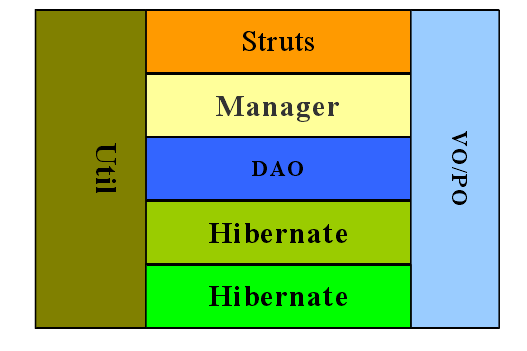 Struts
Manager
Util
DAO
VO/PO
Hibernate
Hibernate